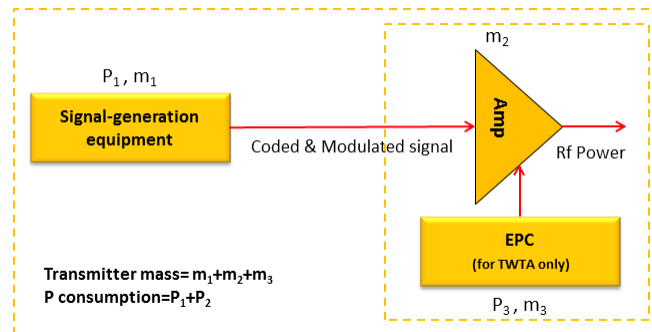 m₂
P₁ , m₁
Signal-generation
equipment
Amp
Coded & Modulated signal
Rf Power
EPC
(for TWTA only)
Transmitter mass= m₁+m₂+m₃
P consumption=P₁+P₂
P₃ , m₃